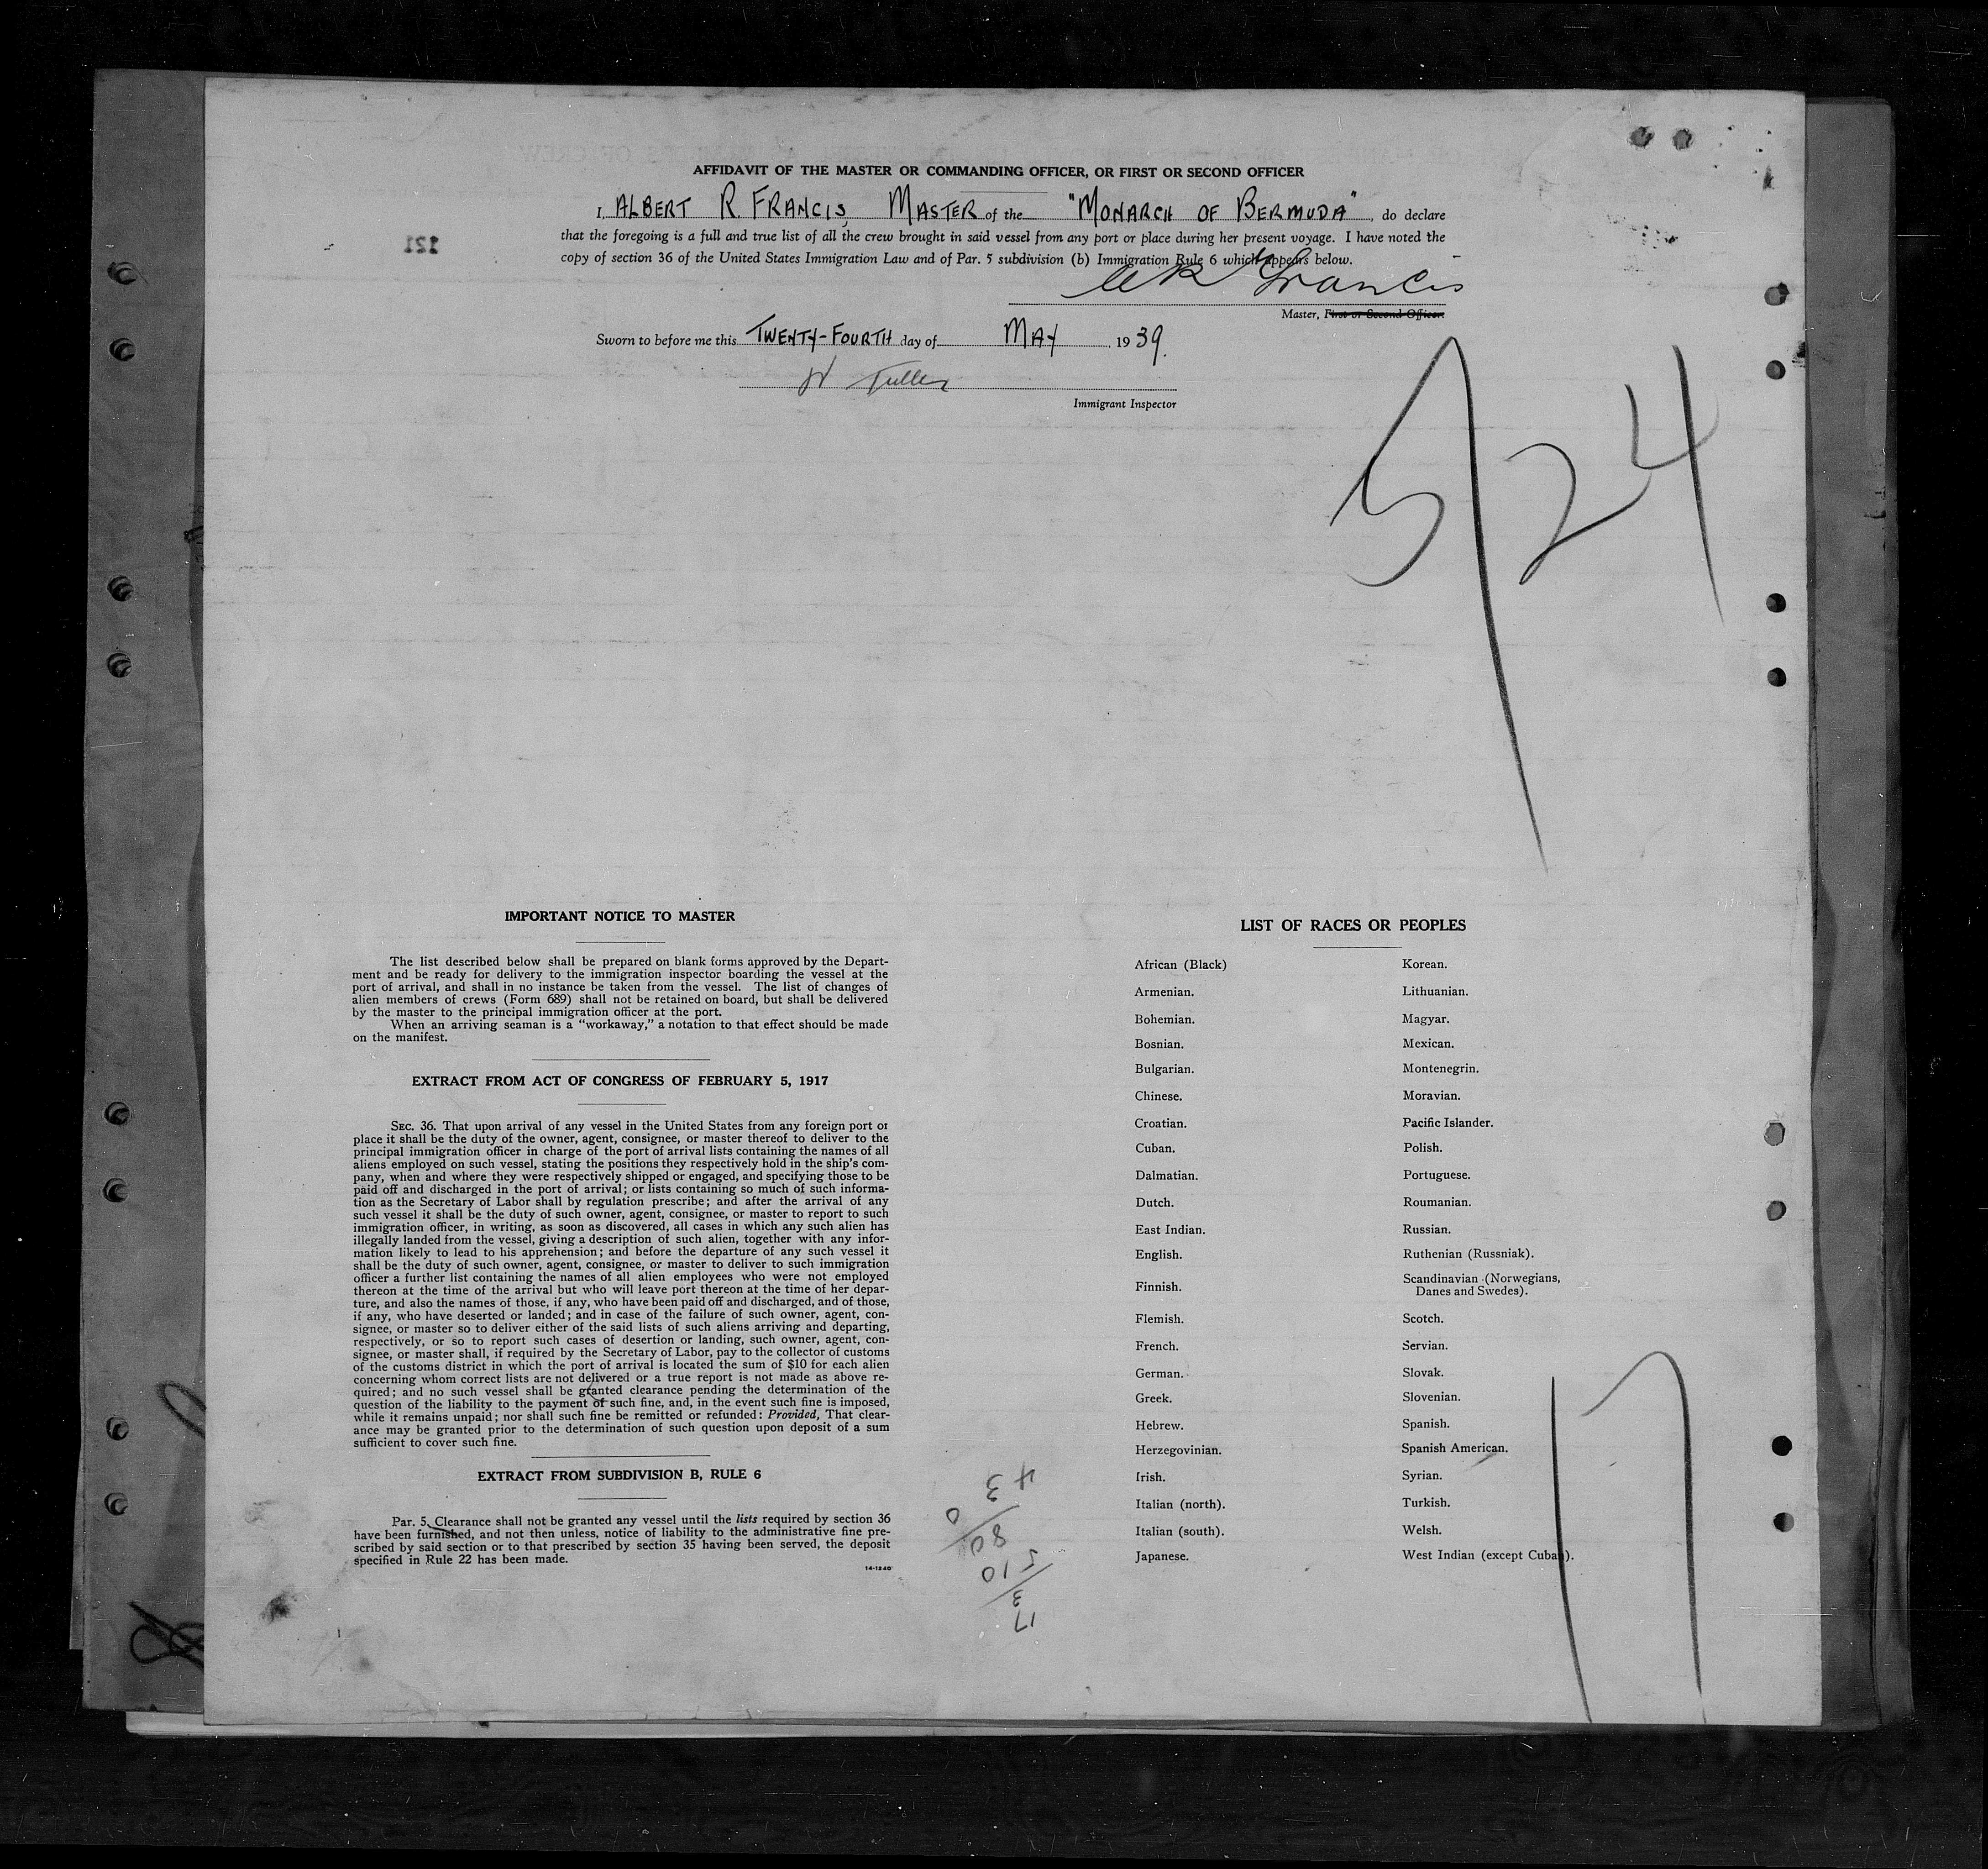 AFFIDAVIT OF THE MASTER OR COMMANDING OFFICER, OR FIRST OR SECOND OFFICER
I, ALBERT R. FRANCIS, MASTER of the "MONARCH OF BERMUDA", do declare
that the foregoing is a full and true list of all the crew brought in said vessel from any port or place during her present voyage. I have noted the
copy of section 36 of the United States Immigration Law and of Par. 5 subdivision (b) Immigration Rule 6 which appears below.
121
AR Francis
Master, First or Second Officer.
Sworn to before me this TWENTY-FOURTH day of MAY, 1939.
Fuller
Immigrant Inspector
5/24
IMPORTANT NOTICE TO MASTER
The list described below shall be prepared on blank forms approved by the Depart-
ment and be ready for delivery to the immigration inspector boarding the vessel at the
port of arrival, and shall in no instance be taken from the vessel. The list of changes of
alien members of crews (Form 689) shall not be retained on board, but shall be delivered
by the master to the principal immigration officer at the port.
When an arriving seaman is a "workaway," a notation to that effect should be made
on the manifest.
EXTRACT FROM ACT OF CONGRESS OF FEBRUARY 5, 1917
SEC. 36. That upon arrival of any vessel in the United States from any foreign port or
place it shall be the duty of the owner, agent, consignee, or master thereof to deliver to the
principal immigration officer in charge of the port of arrival lists containing the names of all
aliens employed on such vessel, stating the positions they respectively hold in the ship's com-
pany, when and where they were respectively shipped or engaged, and specifying those to be
paid off and discharged in the port of arrival; or lists containing so much of such informa-
tion as the Secretary of Labor shall by regulation prescribe; and after the arrival of any
such vessel it shall be the duty of such owner, agent, consignee, or master to report to such
immigration officer, in writing, as soon as discovered, all cases in which any such alien has
illegally landed from the vessel, giving a description of such alien, together with any infor-
mation likely to lead to his apprehension; and before the departure of any such vessel it
shall be the duty of such owner, agent, consignee, or master to deliver to such immigration
officer a further list containing the names of all alien employees who were not employed
thereon at the time of the arrival but who will leave port thereon at the time of her depar-
ture, and also the names of those, if any, who have been paid off and discharged, and of those,
if any, who have deserted or landed; and in case of the failure of such owner, agent, con-
signee, or master so to deliver either of the said lists of such aliens arriving and departing,
respectively, or so to report such cases of desertion or landing, such owner, agent, con-
signee, or master shall, if required by the Secretary of Labor, pay to the collector of customs
of the customs district in which the port of arrival is located the sum of $10 for each alien
concerning whom correct lists are not delivered or a true report is not made as above re-
quired; and no such vessel shall be granted clearance pending the determination of the
question of the liability to the payment of such fine, and, in the event such fine is imposed,
while it remains unpaid; nor shall such fine be remitted or refunded: Provided, That clear-
ance may be granted prior to the determination of such question upon deposit of a sum
sufficient to cover such fine.
EXTRACT FROM SUBDIVISION B, RULE 6
Par. 5. Clearance shall not be granted any vessel until the lists required by section 36
have been furnished, and not then unless, notice of liability to the administrative fine pre-
scribed by said section or to that prescribed by section 35 having been served, the deposit
specified in Rule 22 has been made.
14-1240
LIST OF RACES OR PEOPLES
African (Black)
Armenian.
Bohemian.
Bosnian.
Bulgarian.
Chinese.
Croatian.
Cuban.
Dalmatian.
Dutch.
East Indian.
English.
Finnish.
Flemish.
French.
German.
Greek.
Hebrew.
Herzegovinian.
Irish.
Italian (north).
Italian (south).
Japanese.
Korean.
Lithuanian.
Magyar.
Mexican.
Montenegrin.
Moravian.
Pacific Islander.
Polish.
Portuguese.
Roumanian.
Russian.
Ruthenian (Russniak).
Scandinavian (Norwegians,
Danes and Swedes).
Scotch.
Servian.
Slovak.
Slovenian.
Spanish.
Spanish American.
Syrian.
Turkish.
Welsh.
West Indian (except Cuban).
17